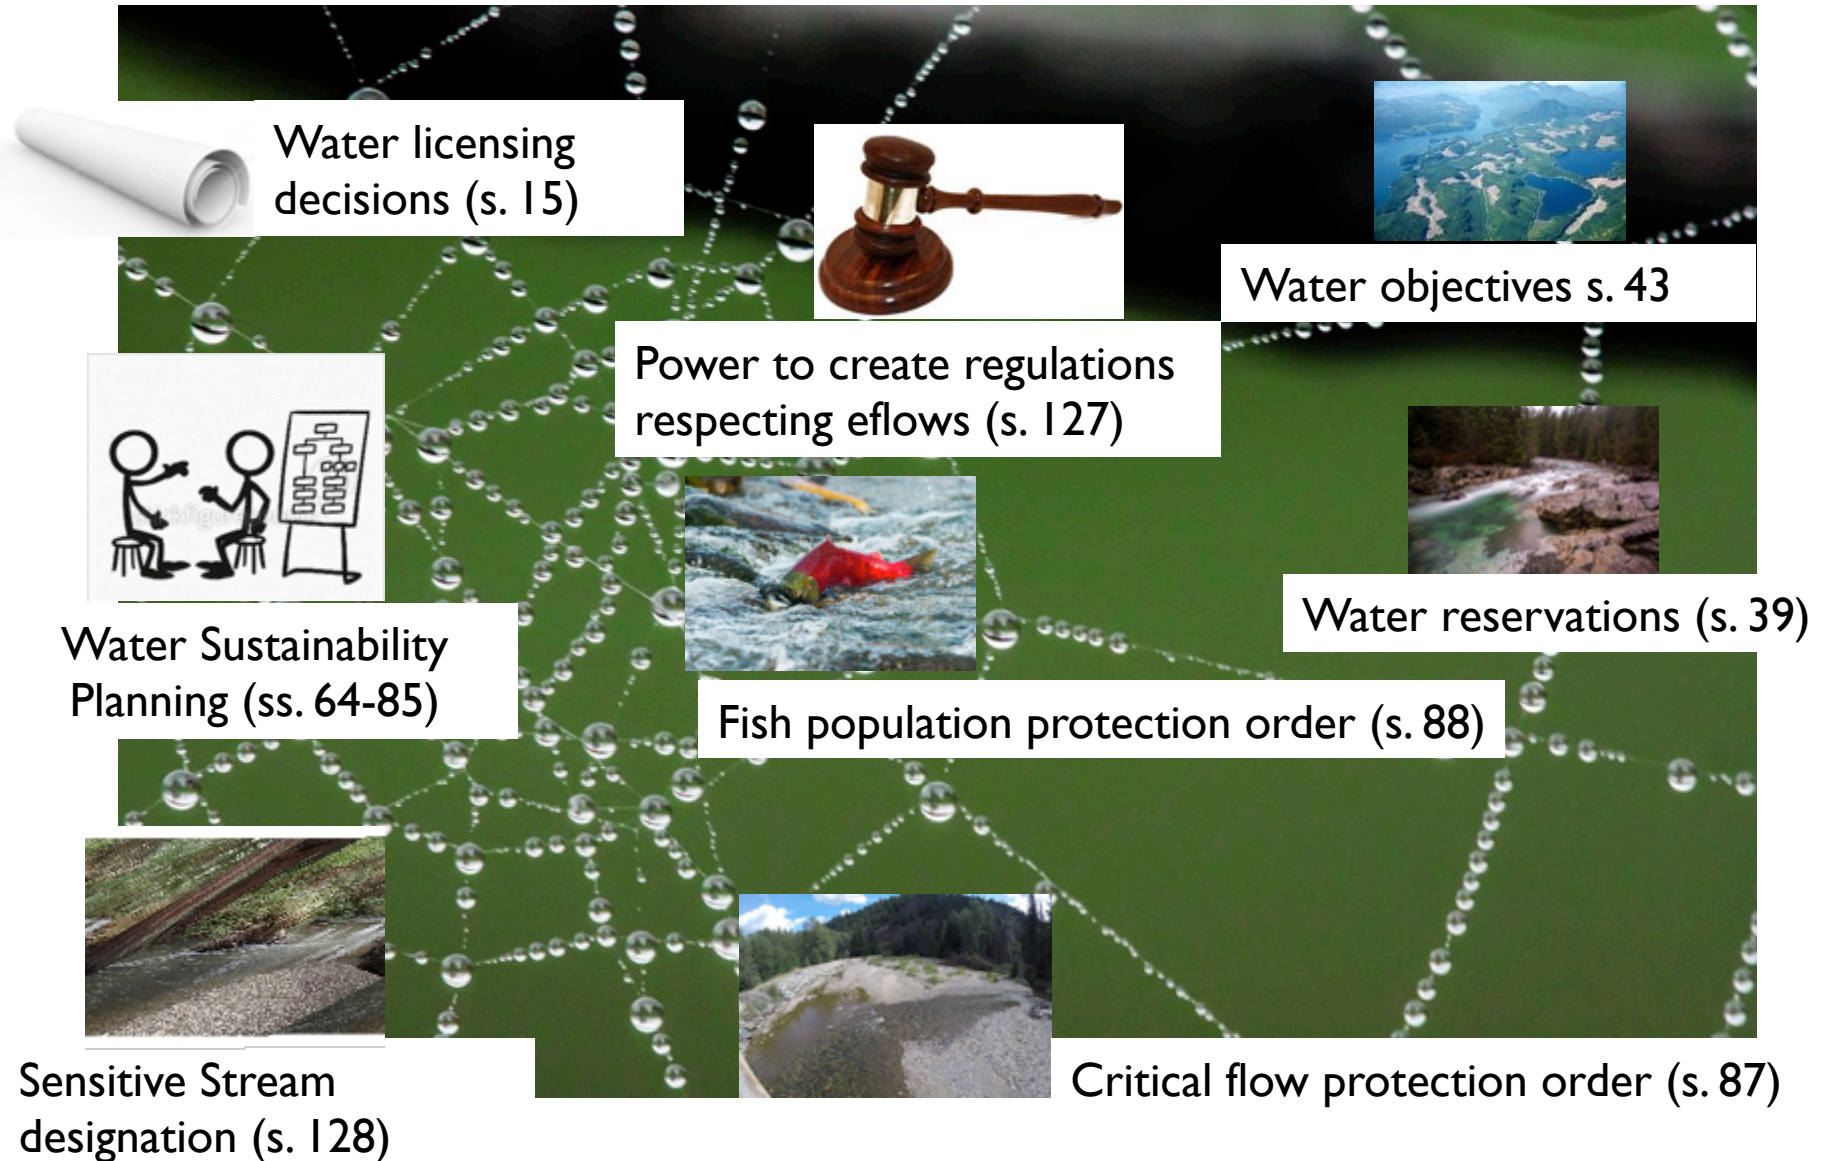 Water licensing
decisions (s. 15)
Water objectives s. 43
Power to create regulations
respecting eflows (s. 127)
Water reservations (s. 39)
Water Sustainability
Planning (ss. 64-85)
Fish population protection order (s. 88)
Sensitive Stream
designation (s. 128)
Critical flow protection order (s. 87)